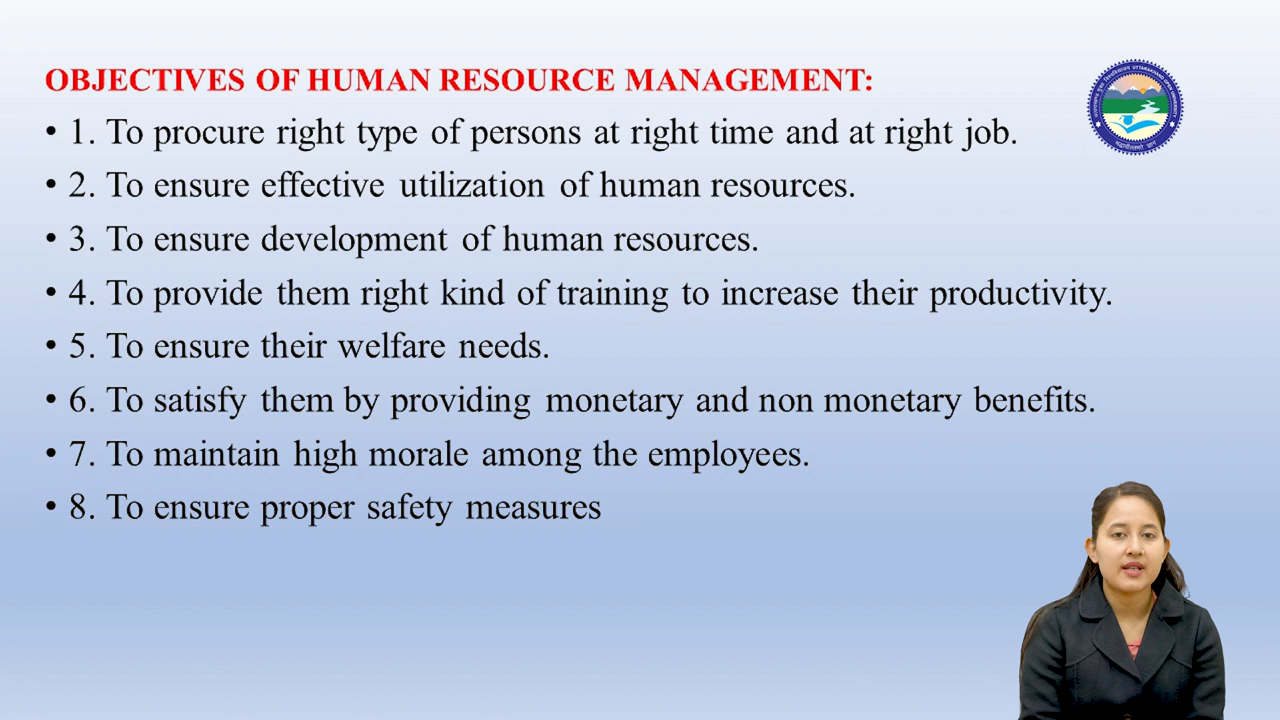 OBJECTIVES OF HUMAN RESOURCE MANAGEMENT:
• 1. To procure right type of persons at right time and at right job.
• 2. To ensure effective utilization of human resources.
• 3. To ensure development of human resources.
• 4. To provide them right kind of training to increase their productivity.
• 5. To ensure their welfare needs.
• 6. To satisfy them by providing monetary and non monetary benefits.
• 7. To maintain high morale among the employees.
• 8. To ensure proper safety measures